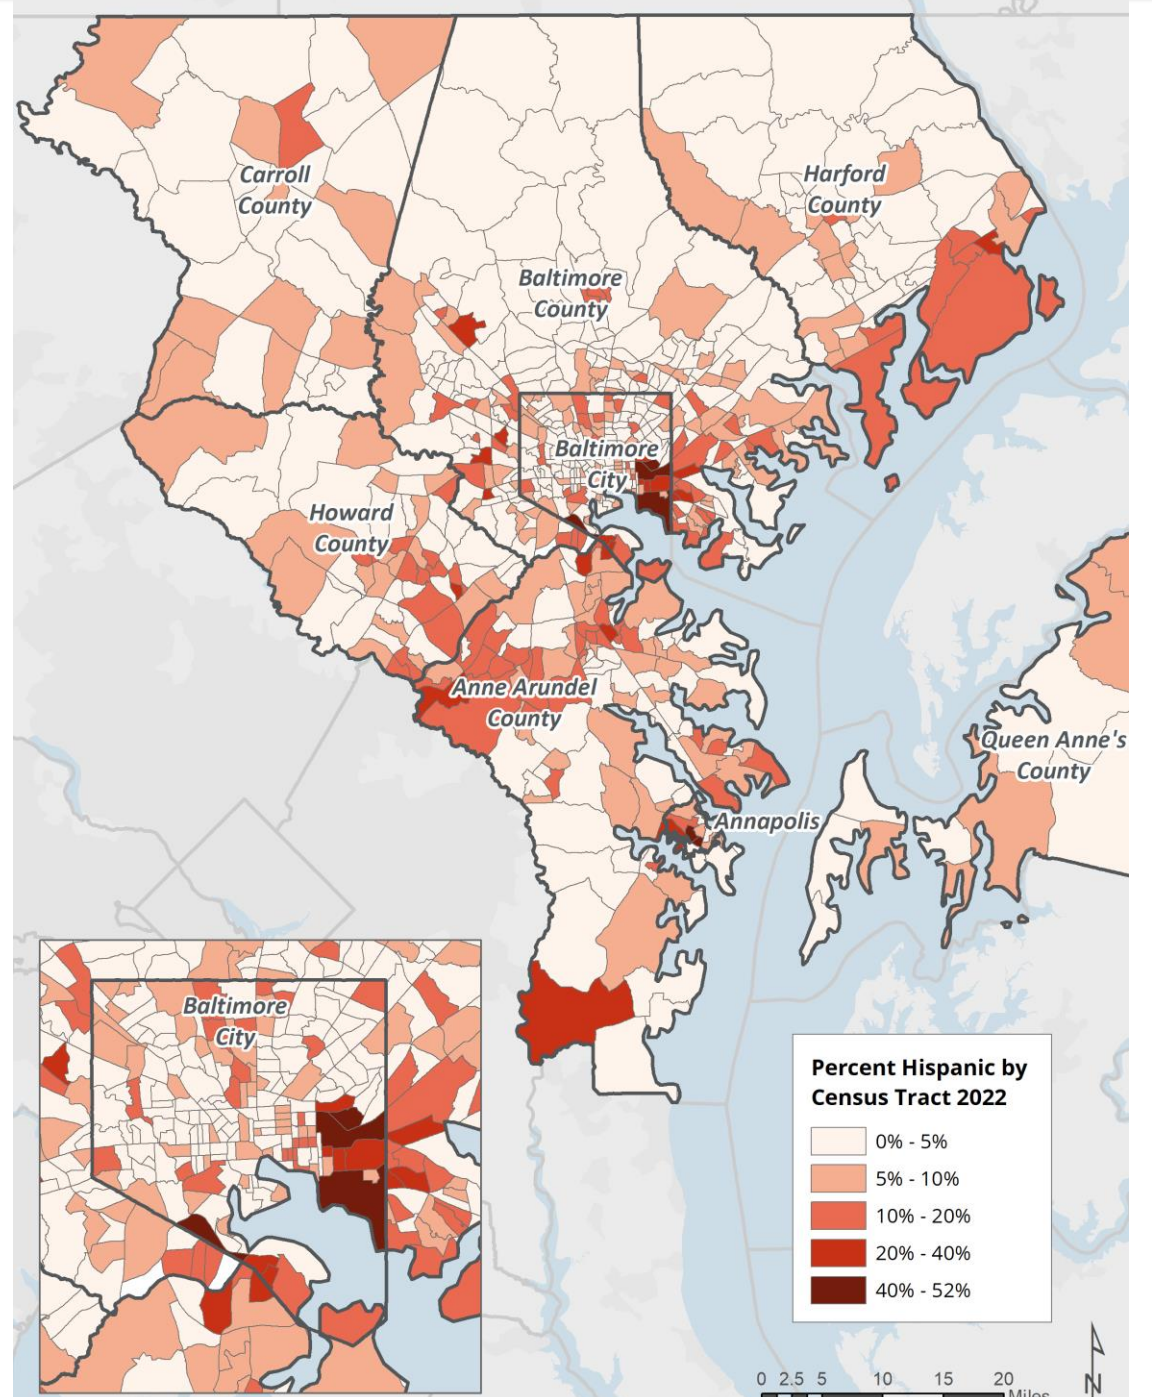 Carroll
County
Harford
County
Baltimore
County
Baltimore
City
Howard
County
Anne Arundel
County
Queen Anne's
County
Annapolis
Baltimore
City
Percent Hispanic by
Census Tract 2022
0% - 5%
5% - 10%
10% - 20%
20% - 40%
40% - 52%
0 2.5 5 10 15 20
Miles
N